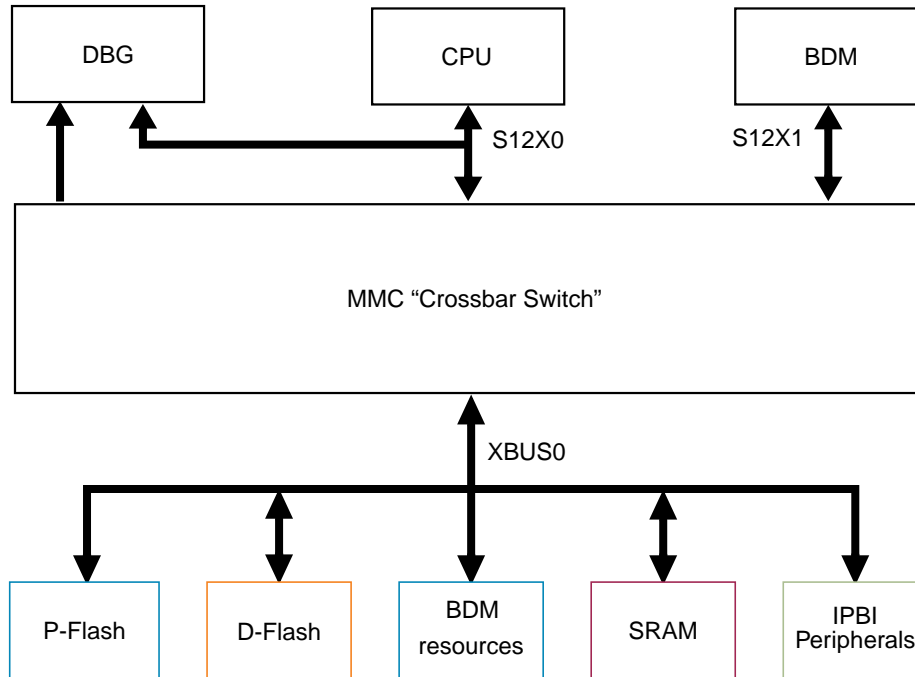 DBG
CPU
BDM
S12X0
S12X1
MMC “Crossbar Switch”
XBUS0
P-Flash
D-Flash
BDM
resources
SRAM
IPBI
Peripherals